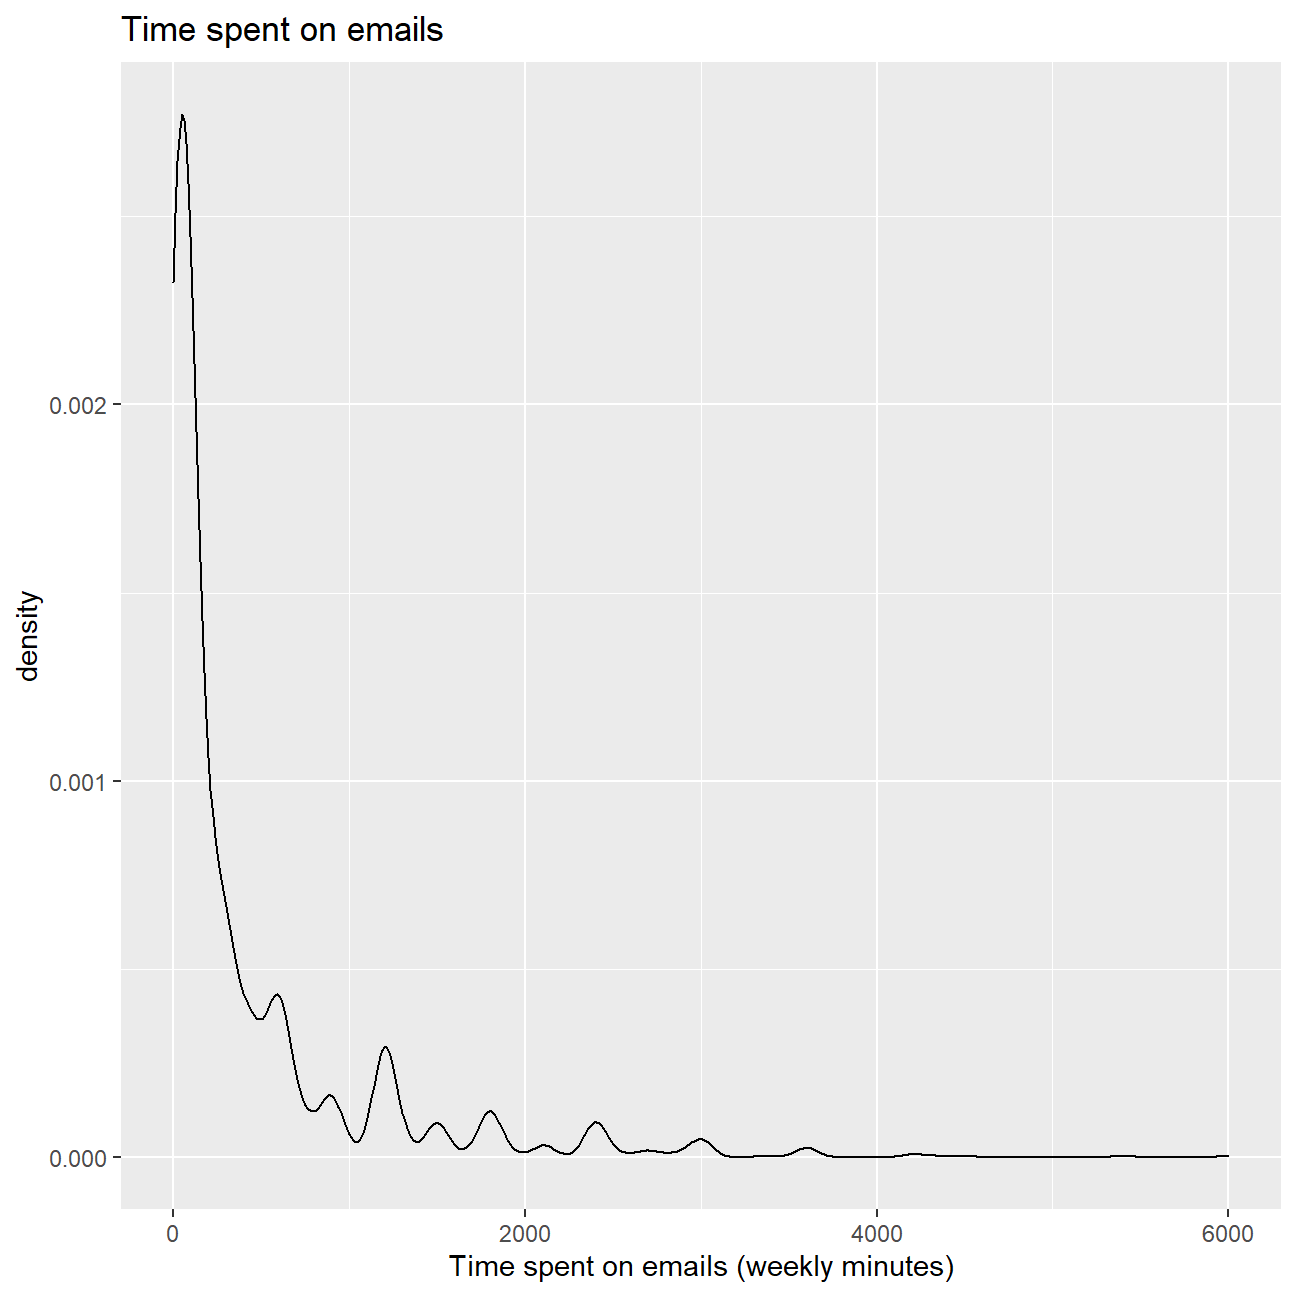 Time spent on emails
density
0.002
0.001
0.000
0 2000 4000 6000
Time spent on emails (weekly minutes)